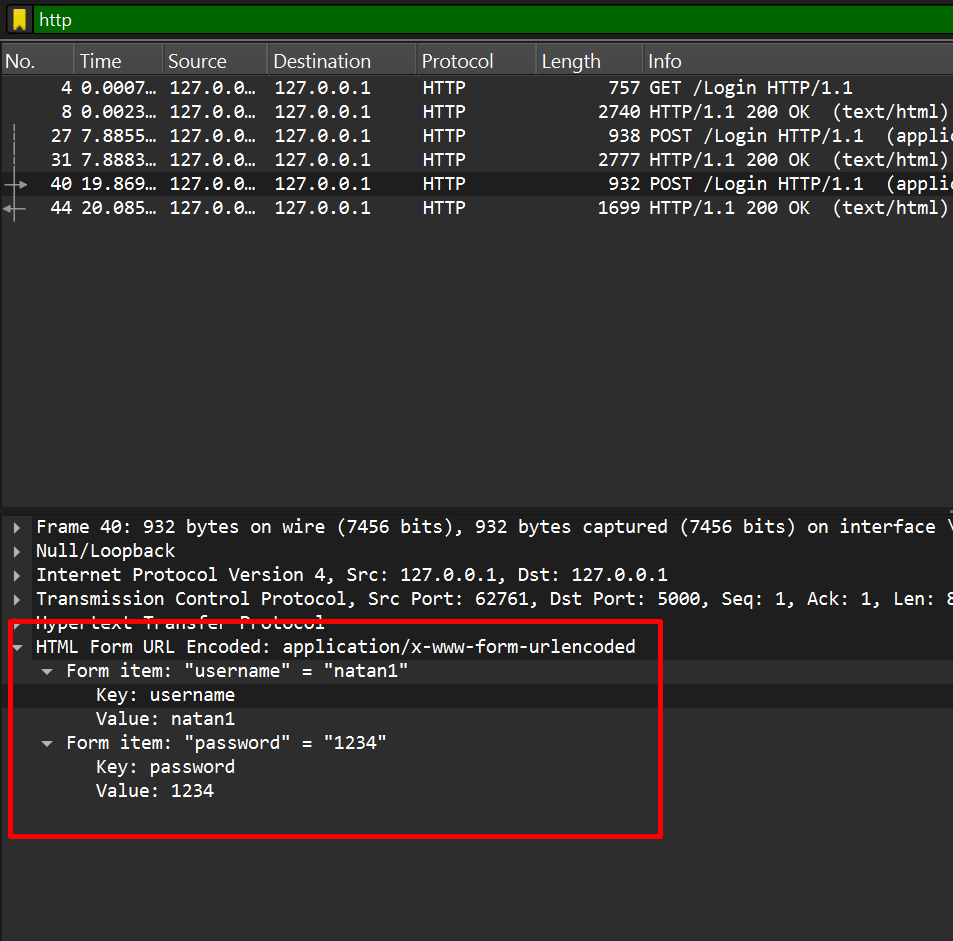 http
No. Time Source Destination Protocol Length Info
4 0.0007… 127.0.0… 127.0.0.1 HTTP 757 GET /Login HTTP/1.1
8 0.0023… 127.0.0… 127.0.0.1 HTTP 2740 HTTP/1.1 200 OK (text/html)
27 7.8855… 127.0.0… 127.0.0.1 HTTP 938 POST /Login HTTP/1.1 (applic
31 7.8883… 127.0.0… 127.0.0.1 HTTP 2777 HTTP/1.1 200 OK (text/html)
40 19.869… 127.0.0… 127.0.0.1 HTTP 932 POST /Login HTTP/1.1 (applic
44 20.085… 127.0.0… 127.0.0.1 HTTP 1699 HTTP/1.1 200 OK (text/html)
Frame 40: 932 bytes on wire (7456 bits), 932 bytes captured (7456 bits) on interface \
Null/Loopback
Internet Protocol Version 4, Src: 127.0.0.1, Dst: 127.0.0.1
Transmission Control Protocol, Src Port: 62761, Dst Port: 5000, Seq: 1, Ack: 1, Len: 8
Hypertext Transfer Protocol
HTML Form URL Encoded: application/x-www-form-urlencoded
Form item: "username" = "natan1"
Key: username
Value: natan1
Form item: "password" = "1234"
Key: password
Value: 1234